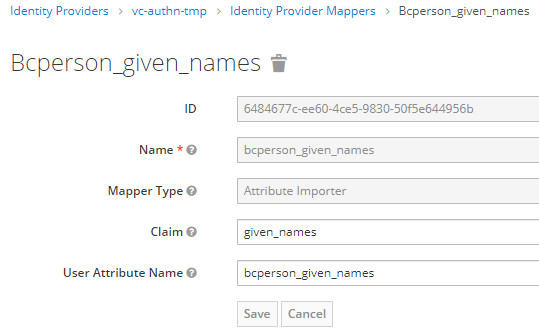 Identity Providers > vc-authn-tmp > Identity Provider Mappers > Bcperson_given_names
Bcperson_given_names
ID 6484677c-ee60-4ce5-9830-50f5e644956b
Name * bcperson_given_names
Mapper Type Attribute Importer
Claim given_names
User Attribute Name bcperson_given_names
Save Cancel